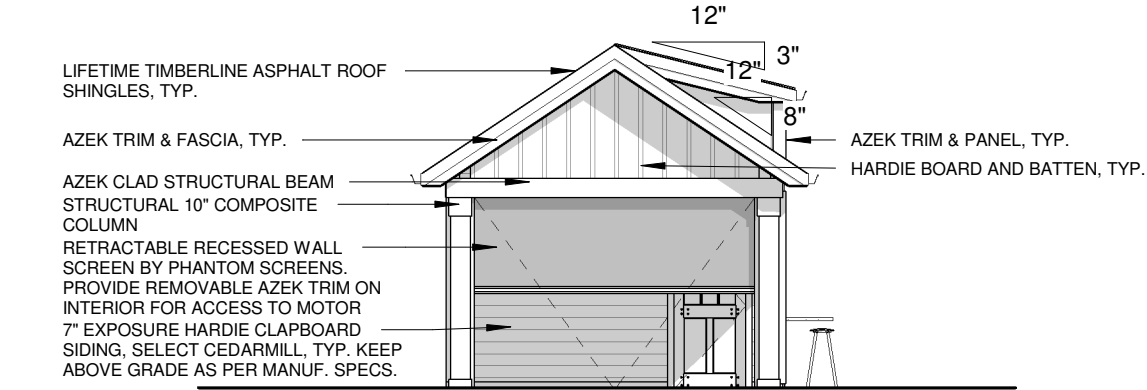 12"
3"
12"
8"
LIFETIME TIMBERLINE ASPHALT ROOF
SHINGLES, TYP.
AZEK TRIM & FASCIA, TYP.
AZEK CLAD STRUCTURAL BEAM
STRUCTURAL 10" COMPOSITE
COLUMN
RETRACTABLE RECESSED WALL
SCREEN BY PHANTOM SCREENS.
PROVIDE REMOVABLE AZEK TRIM ON
INTERIOR FOR ACCESS TO MOTOR
7" EXPOSURE HARDIE CLAPBOARD
SIDING, SELECT CEDARMILL, TYP. KEEP
ABOVE GRADE AS PER MANUF. SPECS.
AZEK TRIM & PANEL, TYP.
HARDIE BOARD AND BATTEN, TYP.